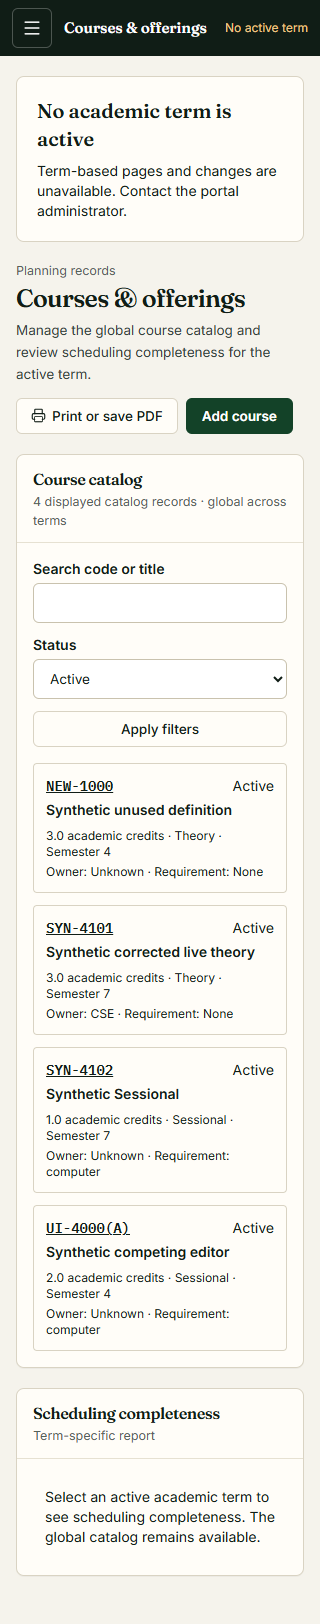 Courses & offerings
No active term
No academic term is
active
Term-based pages and changes are
unavailable. Contact the portal
administrator.
Planning records
Courses & offerings
Manage the global course catalog and
review scheduling completeness for the
active term.
Print or save PDF
Add course
Course catalog
4 displayed catalog records · global across
terms
Search code or title
Status
Active
Apply filters
NEW-1000
Active
Synthetic unused definition
3.0 academic credits · Theory ·
Semester 4
Owner: Unknown · Requirement: None
SYN-4101
Active
Synthetic corrected live theory
3.0 academic credits · Theory ·
Semester 7
Owner: CSE · Requirement: None
SYN-4102
Active
Synthetic Sessional
1.0 academic credits · Sessional ·
Semester 7
Owner: Unknown · Requirement:
computer
UI-4000(A)
Active
Synthetic competing editor
2.0 academic credits · Sessional ·
Semester 4
Owner: Unknown · Requirement:
computer
Scheduling completeness
Term-specific report
Select an active academic term to
see scheduling completeness. The
global catalog remains available.